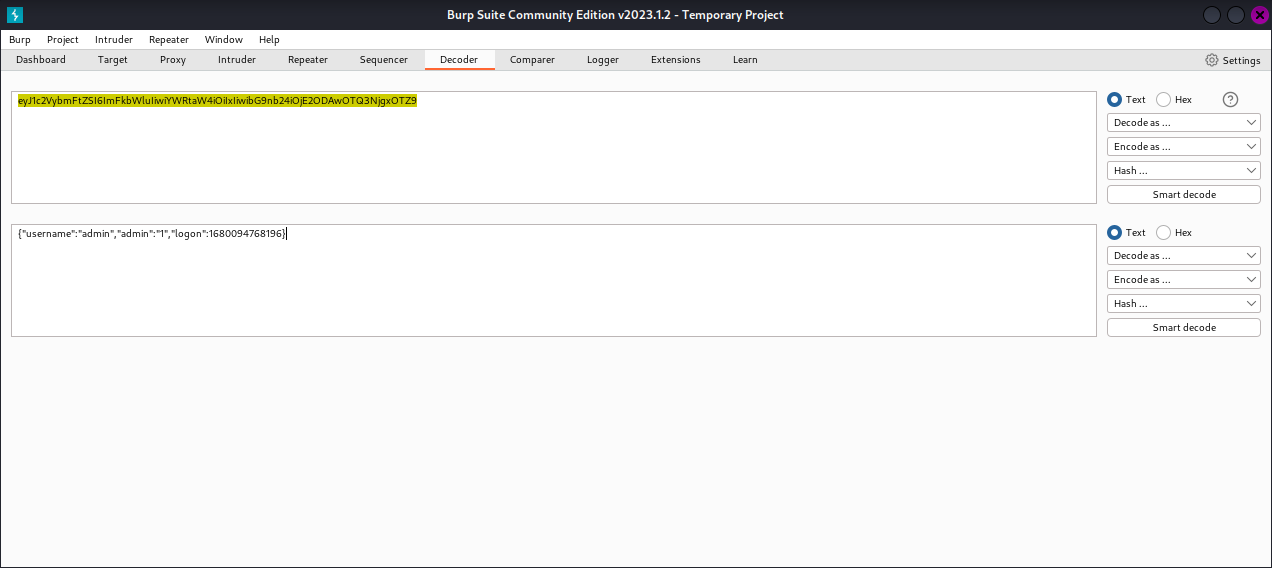 Burp Suite Community Edition v2023.1.2 - Temporary Project
Burp Project Intruder Repeater Window Help
Dashboard Target Proxy Intruder Repeater Sequencer Decoder Comparer Logger Extensions Learn Settings
eyJ1c2VybmFtZSI6ImFkbWluIiwiYWRtaW4iOiIxIiwibG9nb24iOjE2ODAwOTQ3NjgxOTZ9
Text Hex ?
Decode as ...
Encode as ...
Hash ...
Smart decode
{"username":"admin","admin":"1","logon":1680094768196}
Text Hex
Decode as ...
Encode as ...
Hash ...
Smart decode